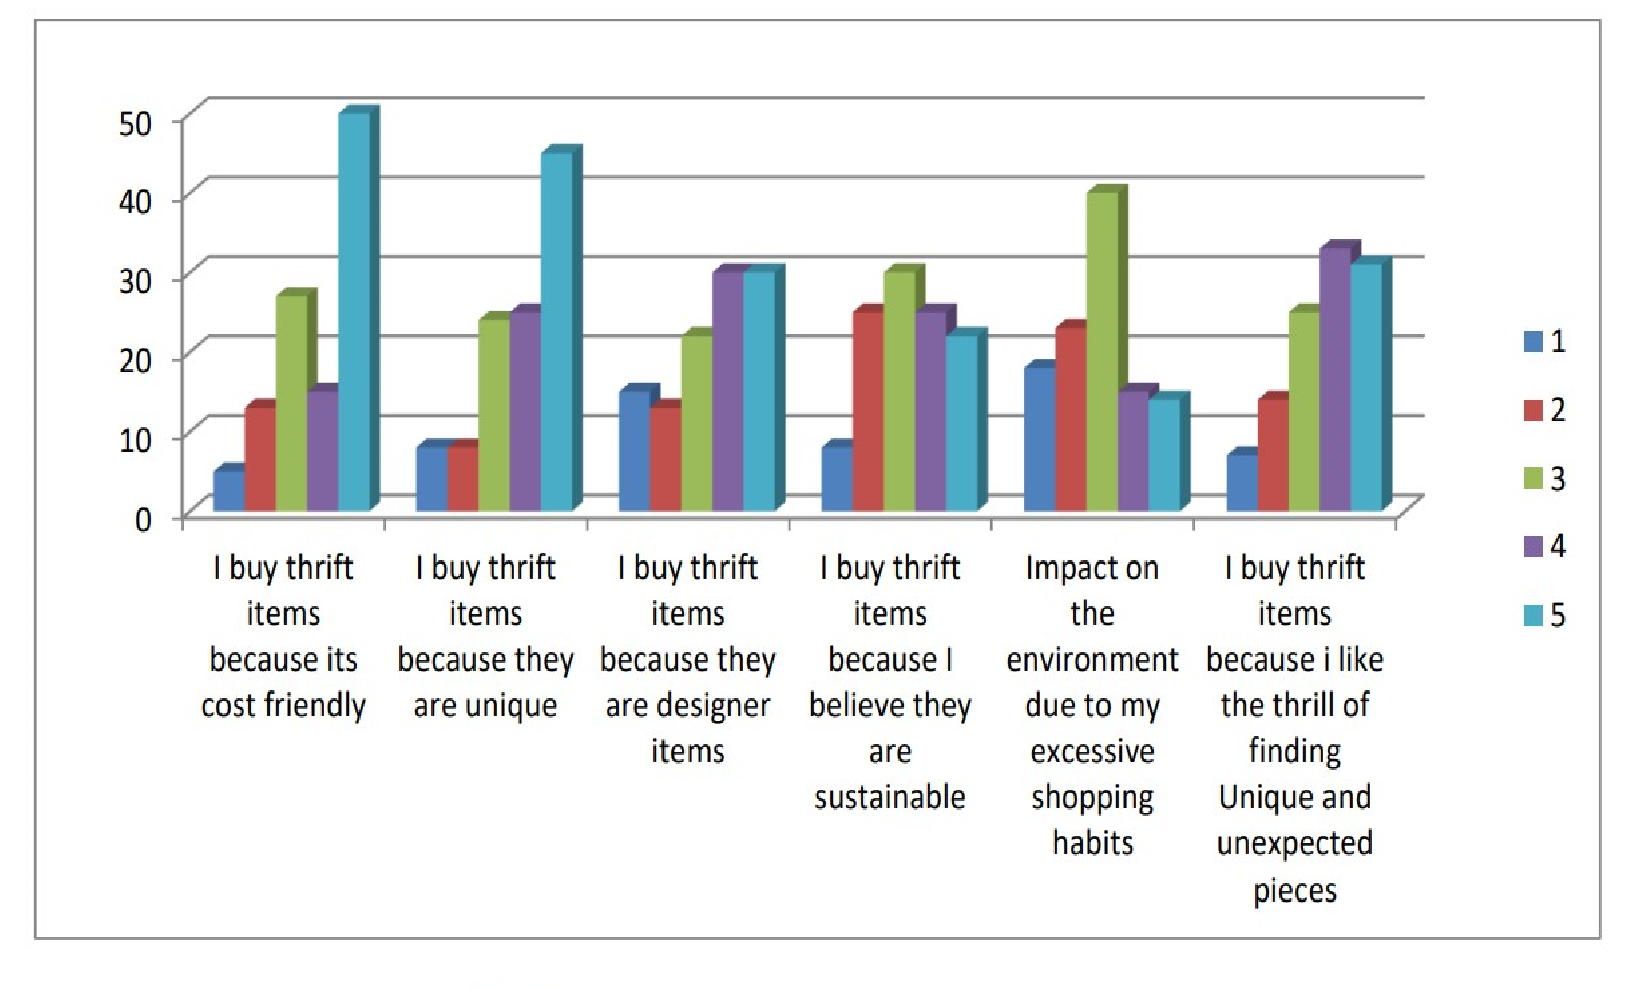 50
40
30
20
10
0
1
2
3
4
5
I buy thrift
items
because its
cost friendly
I buy thrift
items
because they
are unique
I buy thrift
items
because they
are designer
items
I buy thrift
items
because I
believe they
are
sustainable
Impact on
the
environment
due to my
excessive
shopping
habits
I buy thrift
items
because i like
the thrill of
finding
Unique and
unexpected
pieces